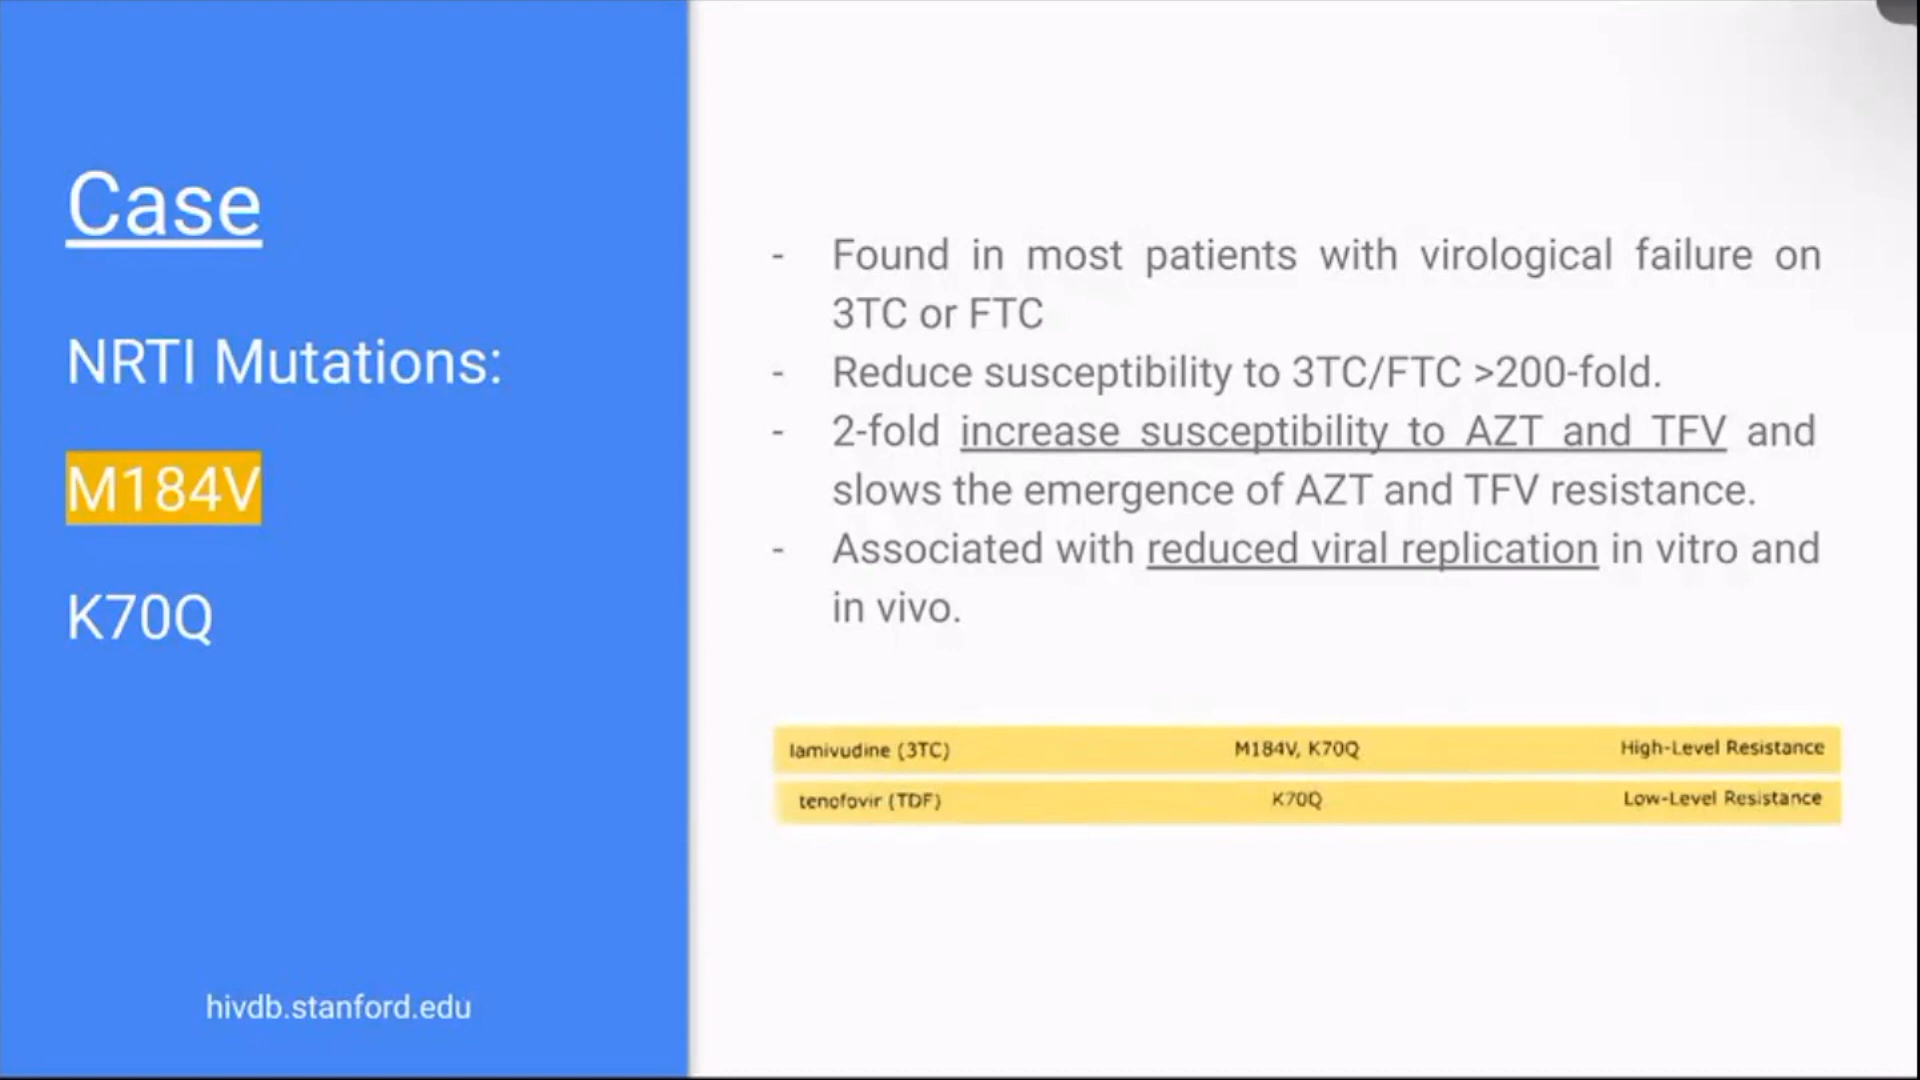 Case
NRTI Mutations:
M184V
K70Q
hivdb.stanford.edu
- Found in most patients with virological failure on
3TC or FTC
- Reduce susceptibility to 3TC/FTC >200-fold.
- 2-fold increase susceptibility to AZT and TFV and
slows the emergence of AZT and TFV resistance.
- Associated with reduced viral replication in vitro and
in vivo.
lamivudine (3TC) M184V, K70Q High-Level Resistance
tenofovir (TDF) K70Q Low-Level Resistance